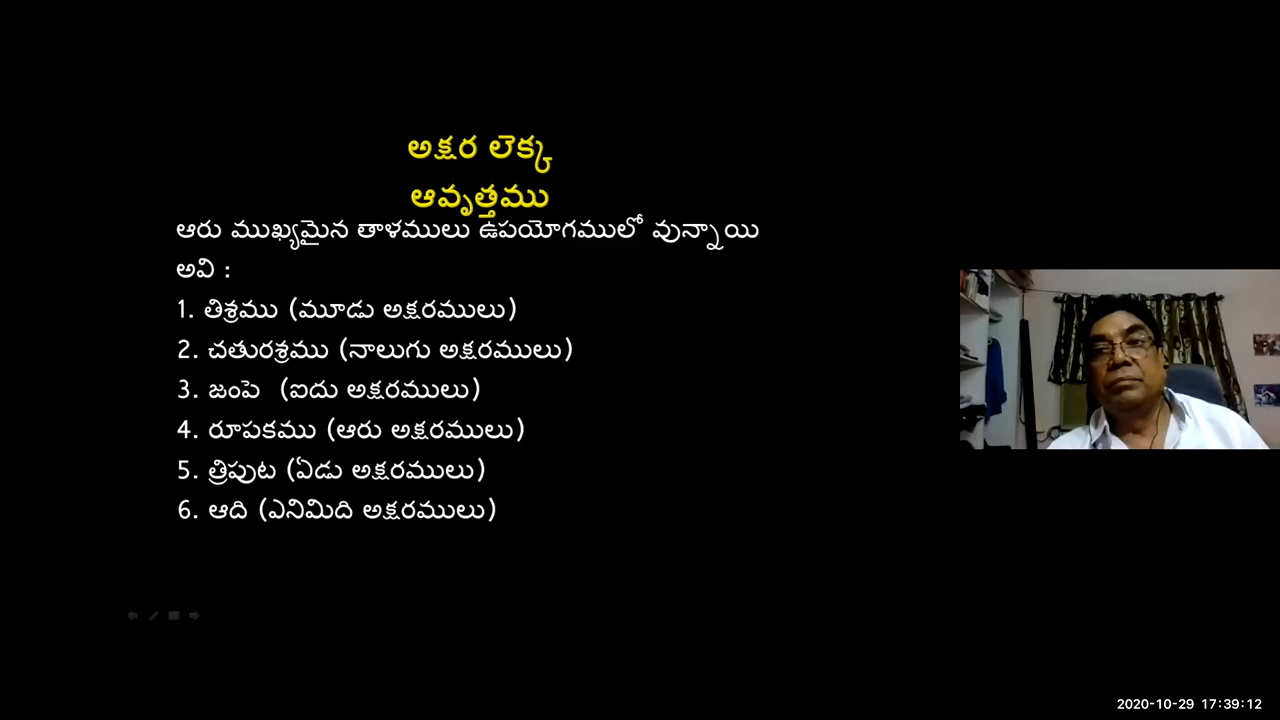 అక్షర లెక్క
ఆవృత్తము
ఆరు ముఖ్యమైన తాళములు ఉపయోగములో వున్నాయి
అవి :
1. తిశ్రము (మూడు అక్షరములు)
2. చతురశ్రము (నాలుగు అక్షరములు)
3. జంపె (ఐదు అక్షరములు)
4. రూపకము (ఆరు అక్షరములు)
5. త్రిపుట (ఏడు అక్షరములు)
6. ఆది (ఎనిమిది అక్షరములు)
2020-10-29 17:39:12